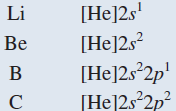 Li [He]2s¹
Be [He]2s²
B [He]2s²2p¹
C [He]2s²2p²